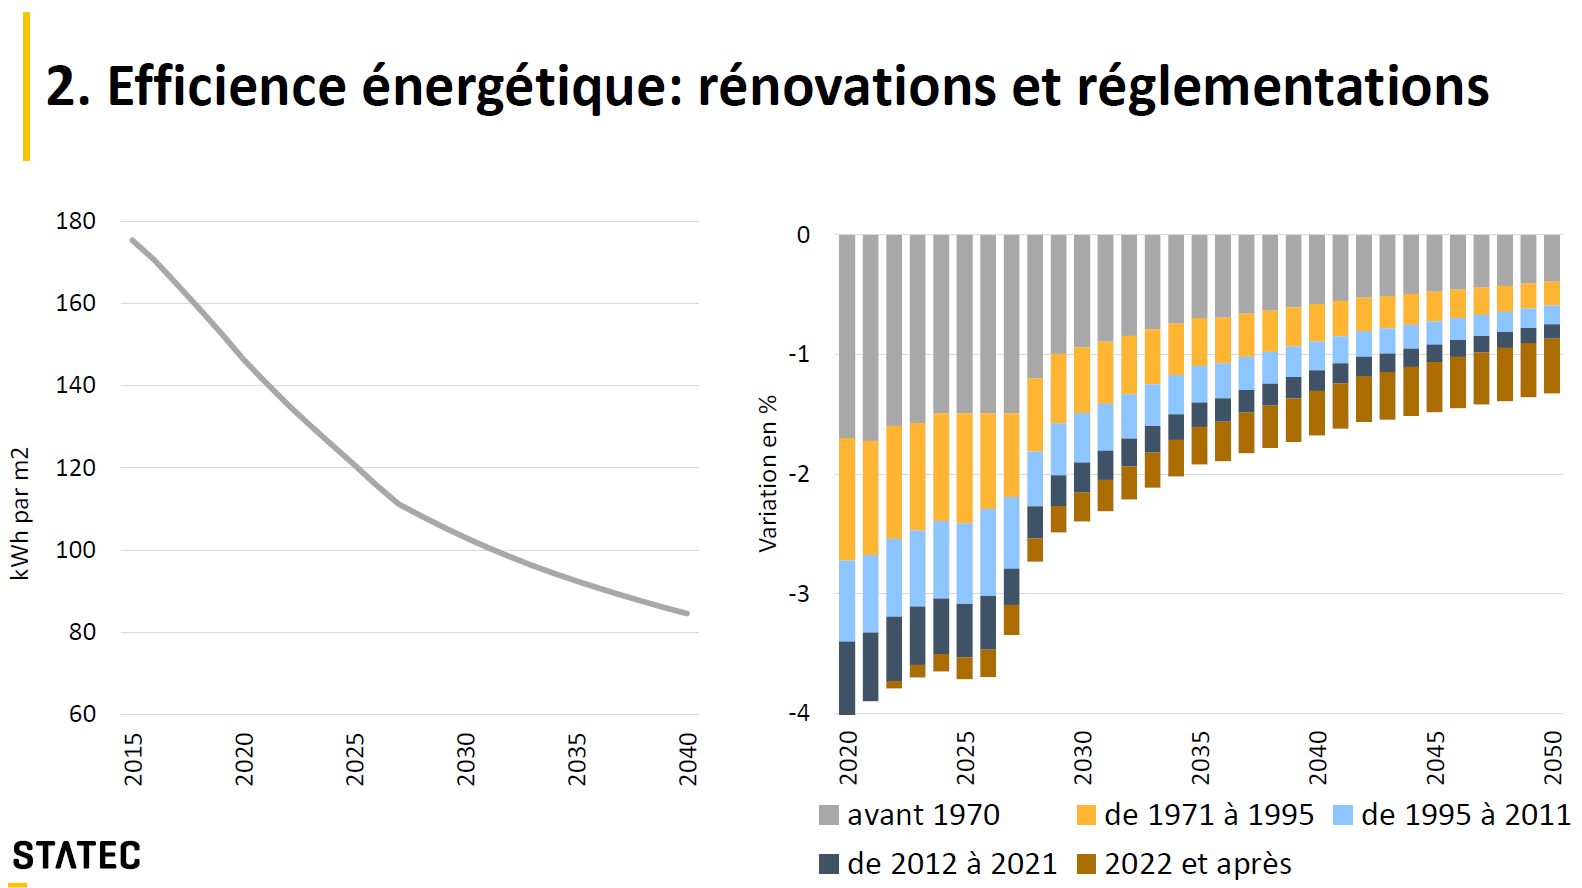 2. Efficience énergétique: rénovations et réglementations
180
160
140
120
100
80
60
kWh par m2
2015
2020
2025
2030
2035
2040
0
-1
-2
-3
-4
Variation en %
2020
2025
2030
2035
2040
2045
2050
avant 1970
de 1971 à 1995
de 1995 à 2011
de 2012 à 2021
2022 et après
STATEC